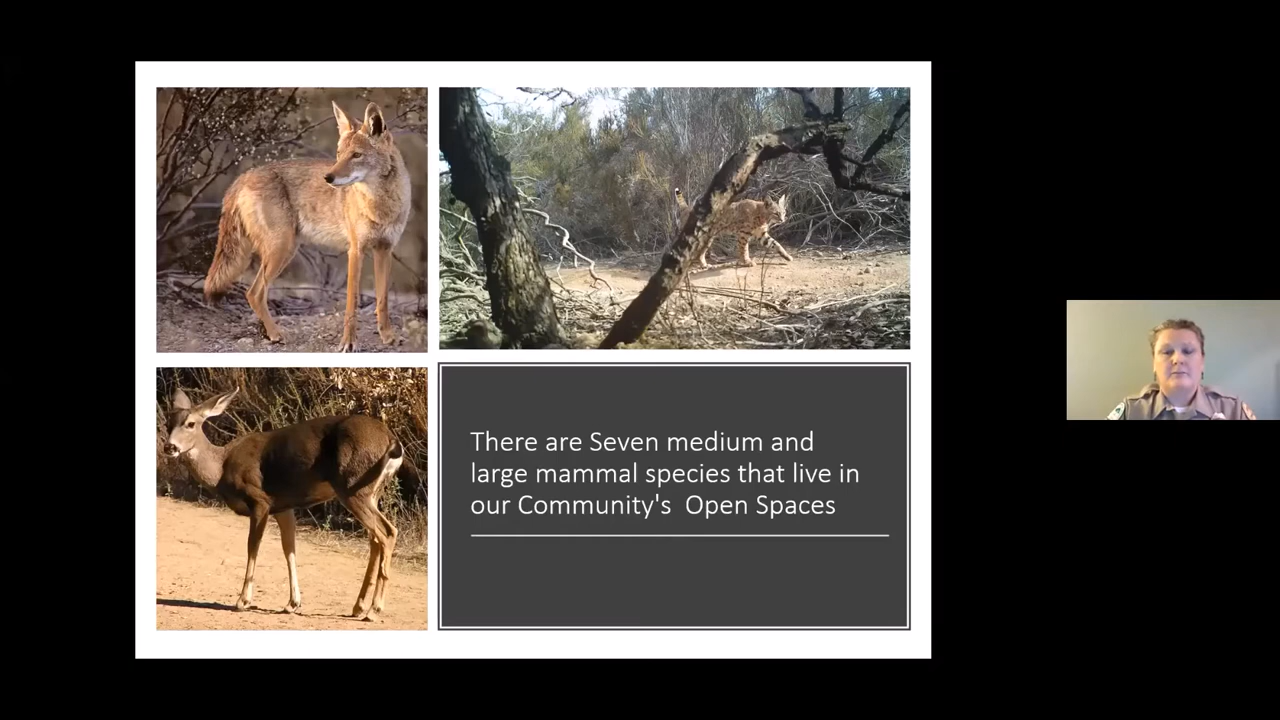 There are Seven medium and
large mammal species that live in
our Community's  Open Spaces